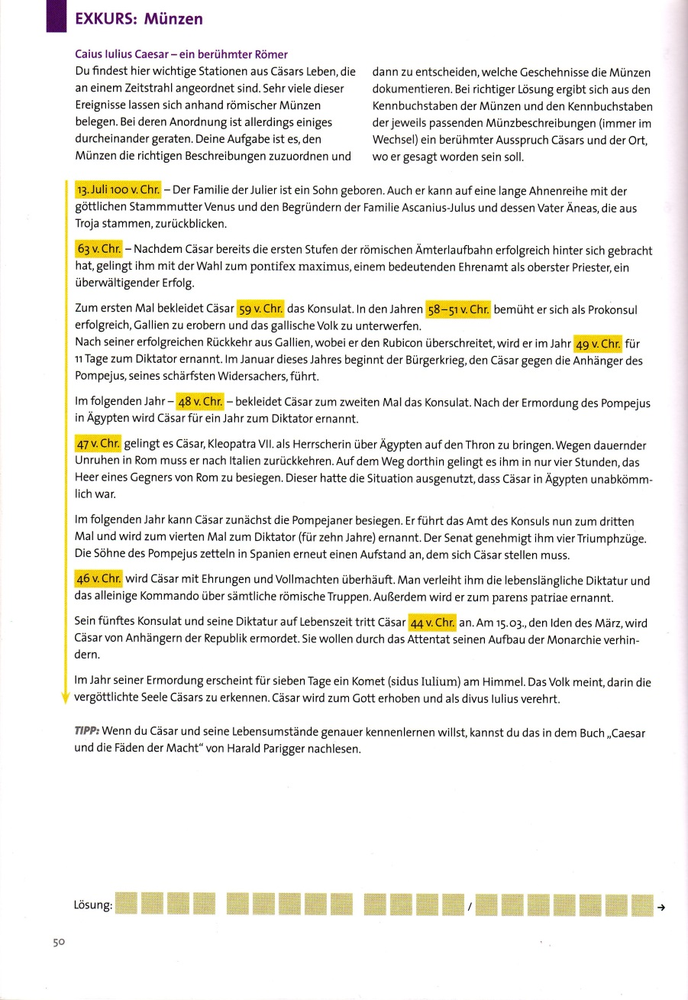 EXKURS: Münzen
Caius Iulius Caesar – ein berühmter Römer
Du findest hier wichtige Stationen aus Cäsars Leben, die
an einem Zeitstrahl angeordnet sind. Sehr viele dieser
Ereignisse lassen sich anhand römischer Münzen
belegen. Bei deren Anordnung ist allerdings einiges
durcheinander geraten. Deine Aufgabe ist es, den
Münzen die richtigen Beschreibungen zuzuordnen und
dann zu entscheiden, welche Geschehnisse die Münzen
dokumentieren. Bei richtiger Lösung ergibt sich aus den
Kennbuchstaben der Münzen und den Kennbuchstaben
der jeweils passenden Münzbeschreibungen (immer im
Wechsel) ein berühmter Ausspruch Cäsars und der Ort,
wo er gesagt worden sein soll.
13. Juli 100 v. Chr. – Der Familie der Julier ist ein Sohn geboren. Auch er kann auf eine lange Ahnenreihe mit der
göttlichen Stammmutter Venus und den Begründern der Familie Ascanius-Julus und dessen Vater Äneas, die aus
Troja stammen, zurückblicken.
63 v. Chr. – Nachdem Cäsar bereits die ersten Stufen der römischen Ämterlaufbahn erfolgreich hinter sich gebracht
hat, gelingt ihm mit der Wahl zum pontifex maximus, einem bedeutenden Ehrenamt als oberster Priester, ein
überwältigender Erfolg.
Zum ersten Mal bekleidet Cäsar 59 v. Chr. das Konsulat. In den Jahren 58–51 v. Chr. bemüht er sich als Prokonsul
erfolgreich, Gallien zu erobern und das gallische Volk zu unterwerfen.
Nach seiner erfolgreichen Rückkehr aus Gallien, wobei er den Rubicon überschreitet, wird er im Jahr 49 v. Chr. für
11 Tage zum Diktator ernannt. Im Januar dieses Jahres beginnt der Bürgerkrieg, den Cäsar gegen die Anhänger des
Pompejus, seines schärfsten Widersachers, führt.
Im folgenden Jahr – 48 v. Chr. – bekleidet Cäsar zum zweiten Mal das Konsulat. Nach der Ermordung des Pompejus
in Ägypten wird Cäsar für ein Jahr zum Diktator ernannt.
47 v. Chr. gelingt es Cäsar, Kleopatra VII. als Herrscherin über Ägypten auf den Thron zu bringen. Wegen dauernder
Unruhen in Rom muss er nach Italien zurückkehren. Auf dem Weg dorthin gelingt es ihm in nur vier Stunden, das
Heer eines Gegners von Rom zu besiegen. Dieser hatte die Situation ausgenutzt, dass Cäsar in Ägypten unabkömm-
lich war.
Im folgenden Jahr kann Cäsar zunächst die Pompejaner besiegen. Er führt das Amt des Konsuls nun zum dritten
Mal und wird zum vierten Mal zum Diktator (für zehn Jahre) ernannt. Der Senat genehmigt ihm vier Triumphzüge.
Die Söhne des Pompejus zetteln in Spanien erneut einen Aufstand an, dem sich Cäsar stellen muss.
46 v. Chr. wird Cäsar mit Ehrungen und Vollmachten überhäuft. Man verleiht ihm die lebenslängliche Diktatur und
das alleinige Kommando über sämtliche römische Truppen. Außerdem wird er zum parens patriae ernannt.
Sein fünftes Konsulat und seine Diktatur auf Lebenszeit tritt Cäsar 44 v. Chr. an. Am 15.03., den Iden des März, wird
Cäsar von Anhängern der Republik ermordet. Sie wollen durch das Attentat seinen Aufbau der Monarchie verhin-
dern.
Im Jahr seiner Ermordung erscheint für sieben Tage ein Komet (sidus Iulium) am Himmel. Das Volk meint, darin die
vergöttlichte Seele Cäsars zu erkennen. Cäsar wird zum Gott erhoben und als divus Iulius verehrt.
TIPP: Wenn du Cäsar und seine Lebensumstände genauer kennenlernen willst, kannst du das in dem Buch „Caesar
und die Fäden der Macht“ von Harald Parigger nachlesen.
Lösung: / →
50